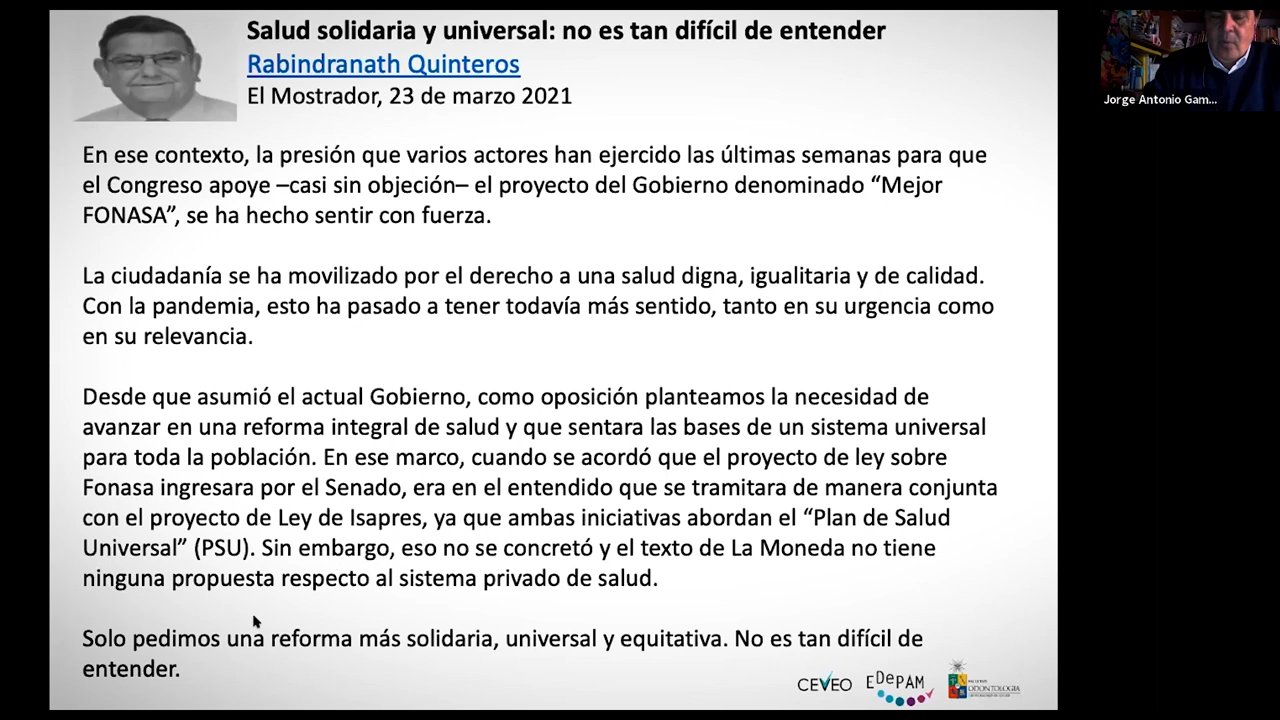 Salud solidaria y universal: no es tan difícil de entender
Rabindranath Quinteros
El Mostrador, 23 de marzo 2021
Jorge Antonio Gam...
En ese contexto, la presión que varios actores han ejercido las últimas semanas para que
el Congreso apoye –casi sin objeción– el proyecto del Gobierno denominado “Mejor
FONASA”, se ha hecho sentir con fuerza.
La ciudadanía se ha movilizado por el derecho a una salud digna, igualitaria y de calidad.
Con la pandemia, esto ha pasado a tener todavía más sentido, tanto en su urgencia como
en su relevancia.
Desde que asumió el actual Gobierno, como oposición planteamos la necesidad de
avanzar en una reforma integral de salud y que sentara las bases de un sistema universal
para toda la población. En ese marco, cuando se acordó que el proyecto de ley sobre
Fonasa ingresara por el Senado, era en el entendido que se tramitara de manera conjunta
con el proyecto de Ley de Isapres, ya que ambas iniciativas abordan el “Plan de Salud
Universal” (PSU). Sin embargo, eso no se concretó y el texto de La Moneda no tiene
ninguna propuesta respecto al sistema privado de salud.
Solo pedimos una reforma más solidaria, universal y equitativa. No es tan difícil de
entender.
CEVEO
EDePAM
ODONTOLOGIA